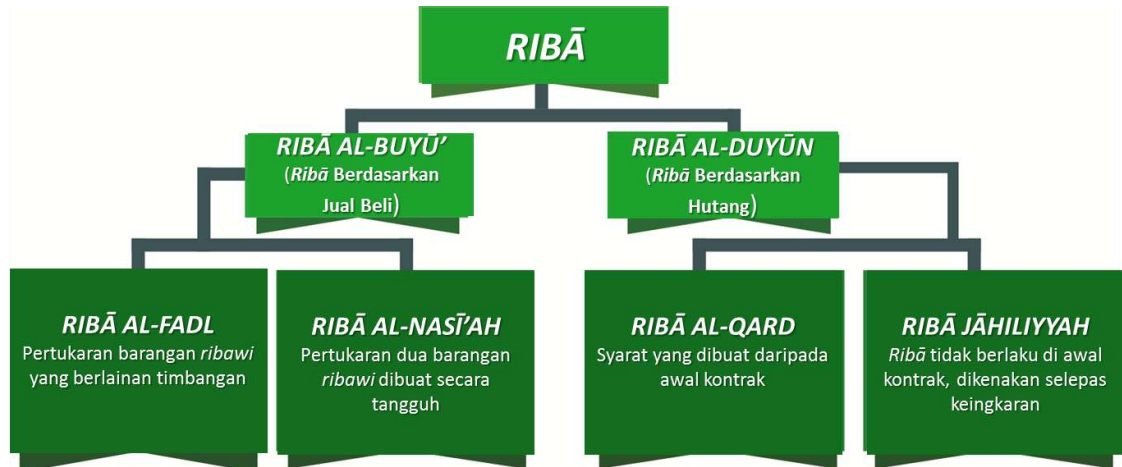 RIBĀ
RIBĀ AL-BUYŪ’
(Ribā Berdasarkan
Jual Beli)
RIBĀ AL-DUYŪN
(Ribā Berdasarkan
Hutang)
RIBĀ AL-FADL
Pertukaran barangan ribawi
yang berlainan timbangan
RIBĀ AL-NASĪ’AH
Pertukaran dua barangan
ribawi dibuat secara
tangguh
RIBĀ AL-QARD
Syarat yang dibuat daripada
awal kontrak
RIBĀ JĀHILIYYAH
Ribā tidak berlaku di awal
kontrak, dikenakan selepas
keingkaran